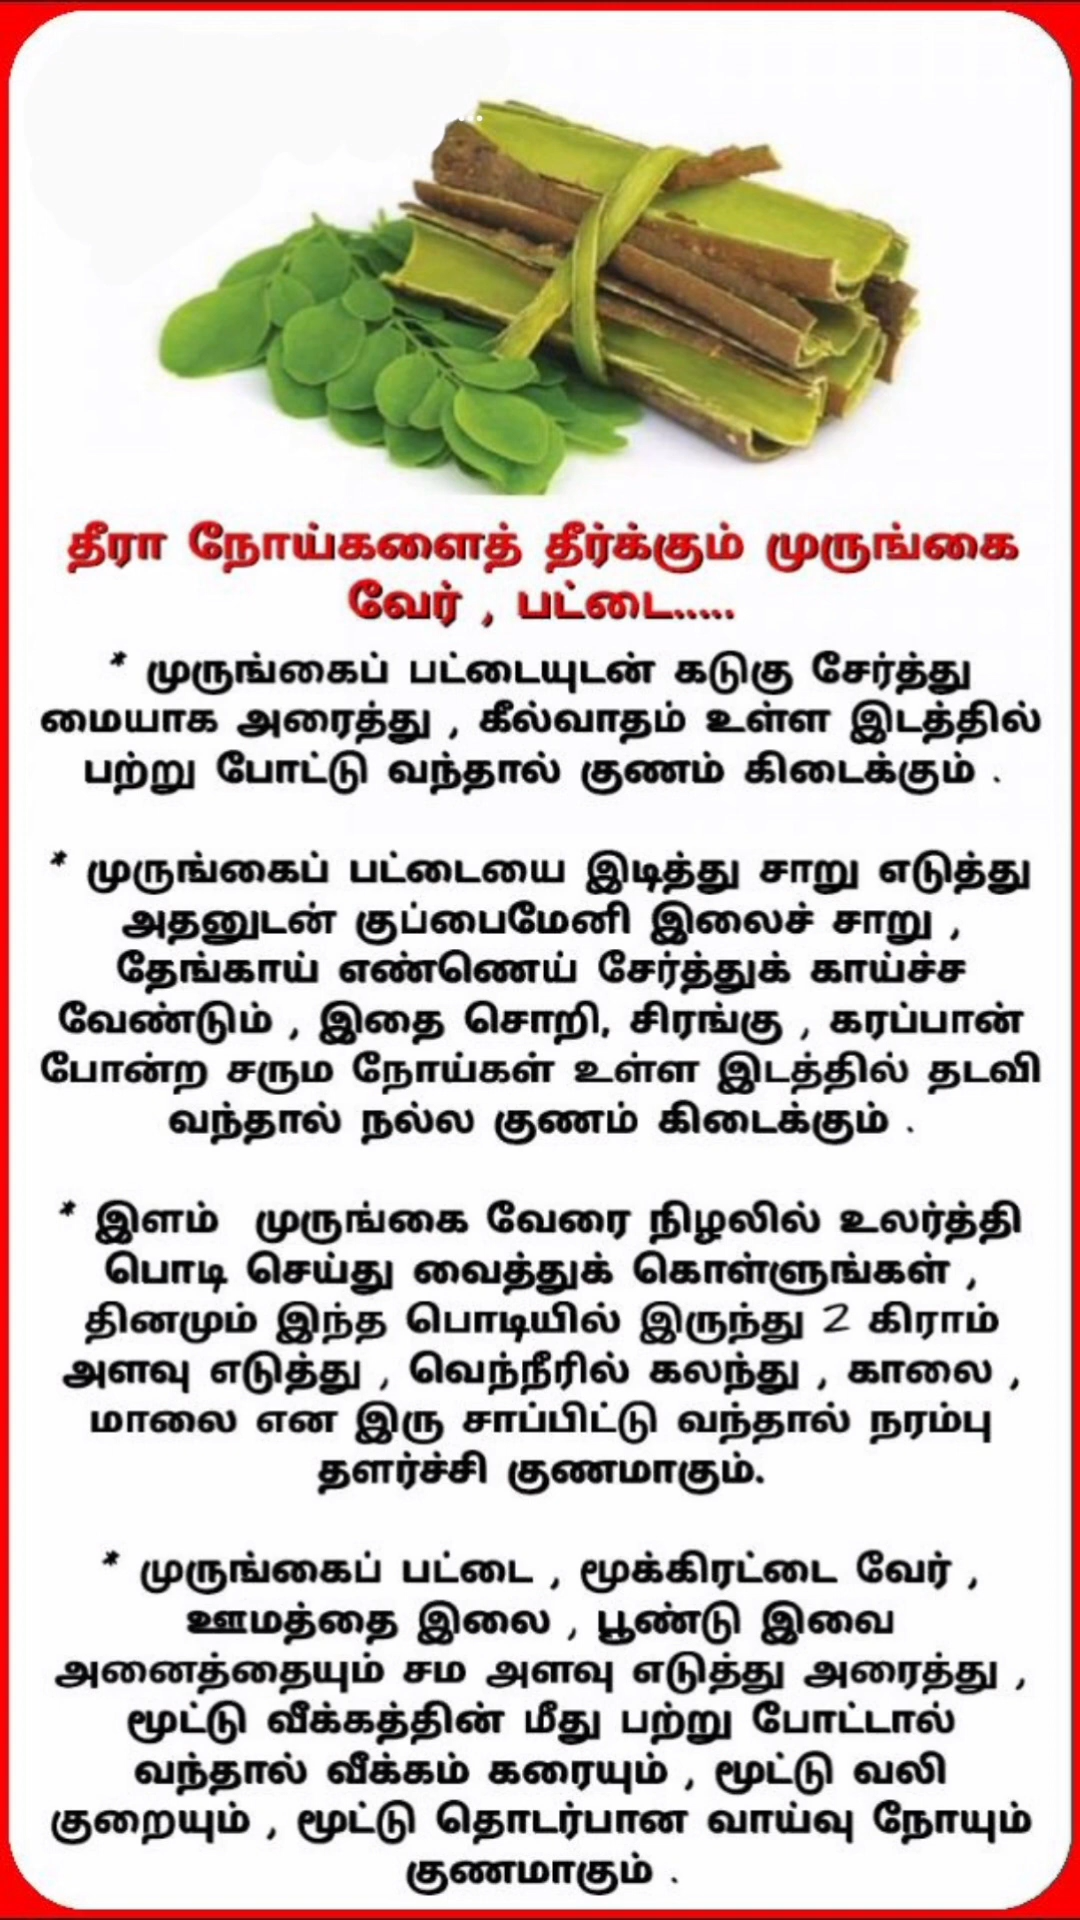 தீரா நோய்களைத் தீர்க்கும் முருங்கை
வேர் , பட்டை.....
* முருங்கைப் பட்டையுடன் கடுகு சேர்த்து
மையாக அரைத்து , கீல்வாதம் உள்ள இடத்தில்
பற்று போட்டு வந்தால் குணம் கிடைக்கும் .
* முருங்கைப் பட்டையை இடித்து சாறு எடுத்து
அதனுடன் குப்பைமேனி இலைச் சாறு ,
தேங்காய் எண்ணெய் சேர்த்துக் காய்ச்ச
வேண்டும் , இதை சொறி, சிரங்கு , கரப்பான்
போன்ற சரும நோய்கள் உள்ள இடத்தில் தடவி
வந்தால் நல்ல குணம் கிடைக்கும் .
* இளம் முருங்கை வேரை நிழலில் உலர்த்தி
பொடி செய்து வைத்துக் கொள்ளுங்கள் ,
தினமும் இந்த பொடியில் இருந்து 2 கிராம்
அளவு எடுத்து , வெந்நீரில் கலந்து , காலை ,
மாலை என இரு சாப்பிட்டு வந்தால் நரம்பு
தளர்ச்சி குணமாகும்.
* முருங்கைப் பட்டை , மூக்கிரட்டை வேர் ,
ஊமத்தை இலை , பூண்டு இவை
அனைத்தையும் சம அளவு எடுத்து அரைத்து ,
மூட்டு வீக்கத்தின் மீது பற்று போட்டால்
வந்தால் வீக்கம் கரையும் , மூட்டு வலி
குறையும் , மூட்டு தொடர்பான வாய்வு நோயும்
குணமாகும் .